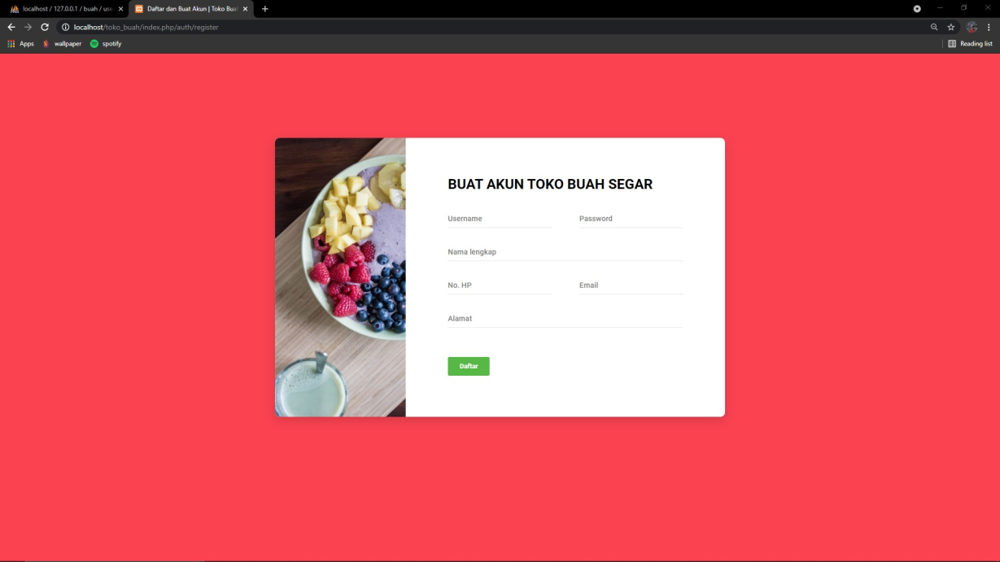 localhost / 127.0.0.1 / buah / use
Daftar dan Buat Akun | Toko Bua
localhost/toko_buah/index.php/auth/register
Apps
wallpaper
spotify
Reading list
BUAT AKUN TOKO BUAH SEGAR
Username
Password
Nama lengkap
No. HP
Email
Alamat
Daftar